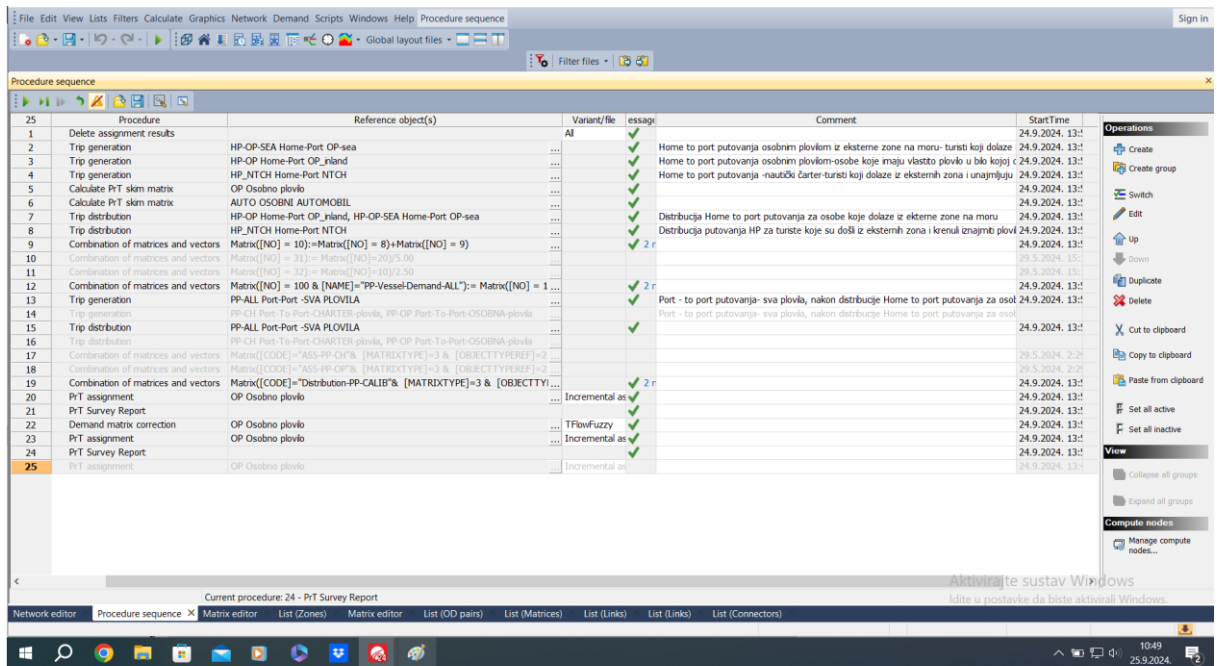 File Edit View Lists Filters Calculate Graphics Network Demand Scripts Windows Help Procedure sequence Sign in
Global layout files
Filter files
Procedure sequence
25 Procedure Reference object(s) Variant/file essage Comment StartTime
1 Delete assignment results All 24.9.2024. 13:5
2 Trip generation HP-OP-SEA Home-Port OP-sea ... Home to port putovanja osobnim plovilom iz eksterne zone na moru- turisti koji dolaze 24.9.2024. 13:5
3 Trip generation HP-OP Home-Port OP_inland ... Home to port putovanja osobnim plovilom-osobe koje imaju vlastito plovilo u bilo kojoj c 24.9.2024. 13:5
4 Trip generation HP_NTCH Home-Port NTCH ... Home to port putovanja -nautički čarter-turisti koji dolaze iz eksternih zona i unajmljuju 24.9.2024. 13:5
5 Calculate PrT skim matrix OP Osobno plovilo ... 24.9.2024. 13:5
6 Calculate PrT skim matrix AUTO OSOBNI AUTOMOBIL ... 24.9.2024. 13:5
7 Trip distribution HP-OP Home-Port OP_inland, HP-OP-SEA Home-Port OP-sea ... Distribucija Home to port putovanja za osobe koje dolaze iz ekterne zone na moru 24.9.2024. 13:5
8 Trip distribution HP_NTCH Home-Port NTCH ... Distribucija putovanja HP za turiste koje su došli iz eksternih zona i krenuli iznajmiti plovil 24.9.2024. 13:5
9 Combination of matrices and vectors Matrix([NO] = 10):=Matrix([NO] = 8)+Matrix([NO] = 9) ... 2 r 24.9.2024. 13:5
10 Combination of matrices and vectors Matrix([NO] = 31):= Matrix([NO]=20)/5.00 ... 29.5.2024. 15:
11 Combination of matrices and vectors Matrix([NO] = 32):= Matrix([NO]=10)/2.50 ... 29.5.2024. 15:
12 Combination of matrices and vectors Matrix([NO] = 100 & [NAME]="PP-Vessel-Demand-ALL"):= Matrix([NO] = 1 ... 2 r 24.9.2024. 13:5
13 Trip generation PP-ALL Port-Port -SVA PLOVILA ... Port - to port putovanja- sva plovila, nakon distribucije Home to port putovanja za osol 24.9.2024. 13:5
14 Trip generation PP-CH Port-To-Port-CHARTER-plovila, PP-OP Port-To-Port-OSOBNA-plovila ... Port - to port putovanja- sva plovila, nakon distribucije Home to port putovanja za osol
15 Trip distribution PP-ALL Port-Port -SVA PLOVILA ... 24.9.2024. 13:5
16 Trip distribution PP-CH Port-To-Port-CHARTER-plovila, PP-OP Port-To-Port-OSOBNA-plovila ...
17 Combination of matrices and vectors Matrix([CODE]="ASS-PP-CH"& [MATRIXTYPE]=3 & [OBJECTTYPEREF]=2 ... 29.5.2024. 2:29
18 Combination of matrices and vectors Matrix([CODE]="ASS-PP-OP"& [MATRIXTYPE]=3 & [OBJECTTYPEREF]=2 ... 29.5.2024. 2:29
19 Combination of matrices and vectors Matrix([CODE]="Distribution-PP-CALIB"& [MATRIXTYPE]=3 & [OBJECTTYI ... 2 r 24.9.2024. 13:5
20 PrT assignment OP Osobno plovilo ... Incremental as 24.9.2024. 13:5
21 PrT Survey Report 24.9.2024. 13:5
22 Demand matrix correction OP Osobno plovilo ... TFlowFuzzy 24.9.2024. 13:5
23 PrT assignment OP Osobno plovilo ... Incremental as 24.9.2024. 13:5
24 PrT Survey Report 24.9.2024. 13:5
25 PrT assignment OP Osobno plovilo ... Incremental as 24.9.2024. 13:4
Operations
Create
Create group
Switch
Edit
Up
Down
Duplicate
Delete
Cut to clipboard
Copy to clipboard
Paste from clipboard
Set all active
Set all inactive
View
Collapse all groups
Expand all groups
Compute nodes
Manage compute
nodes...
Aktivirajte sustav Windows
Idite u postavke da biste aktivirali Windows.
Current procedure: 24 - PrT Survey Report
Network editor Procedure sequence Matrix editor List (Zones) Matrix editor List (OD pairs) List (Matrices) List (Links) List (Links) List (Connectors)
10:49
25.9.2024.
2